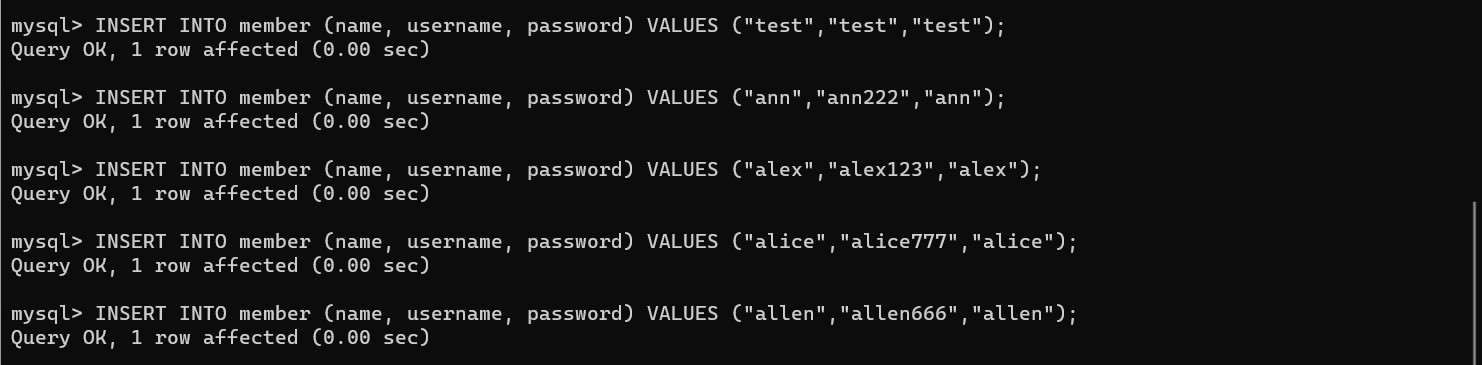 mysql> INSERT INTO member (name, username, password) VALUES ("test","test","test");
Query OK, 1 row affected (0.00 sec)
mysql> INSERT INTO member (name, username, password) VALUES ("ann","ann222","ann");
Query OK, 1 row affected (0.00 sec)
mysql> INSERT INTO member (name, username, password) VALUES ("alex","alex123","alex");
Query OK, 1 row affected (0.00 sec)
mysql> INSERT INTO member (name, username, password) VALUES ("alice","alice777","alice");
Query OK, 1 row affected (0.00 sec)
mysql> INSERT INTO member (name, username, password) VALUES ("allen","allen666","allen");
Query OK, 1 row affected (0.00 sec)